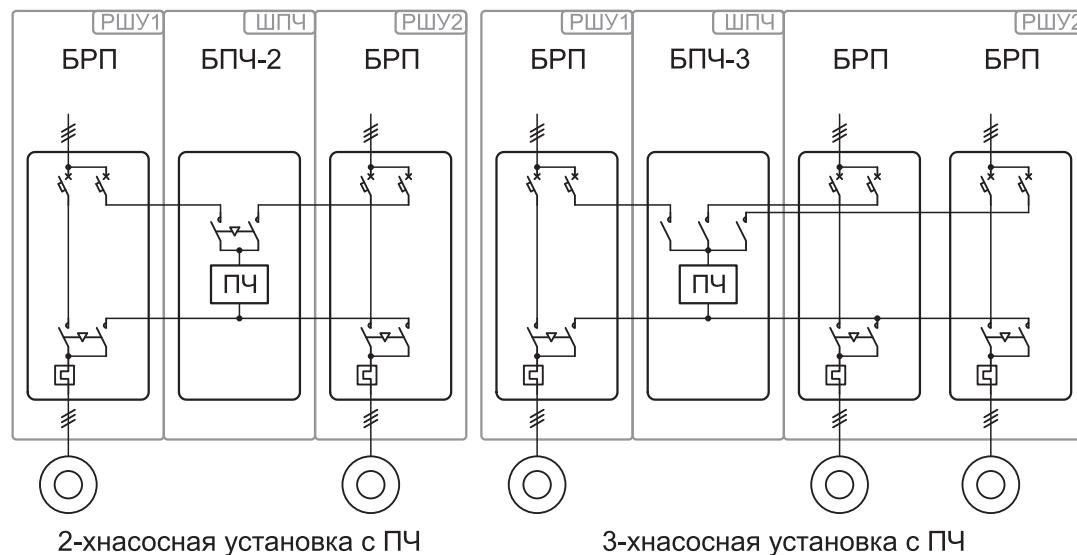 РШУ1 ШПЧ РШУ2 РШУ1 ШПЧ РШУ2
БРП БПЧ-2 БРП БРП БПЧ-3 БРП БРП
ПЧ ПЧ
2-хнасосная установка с ПЧ 3-хнасосная установка с ПЧ